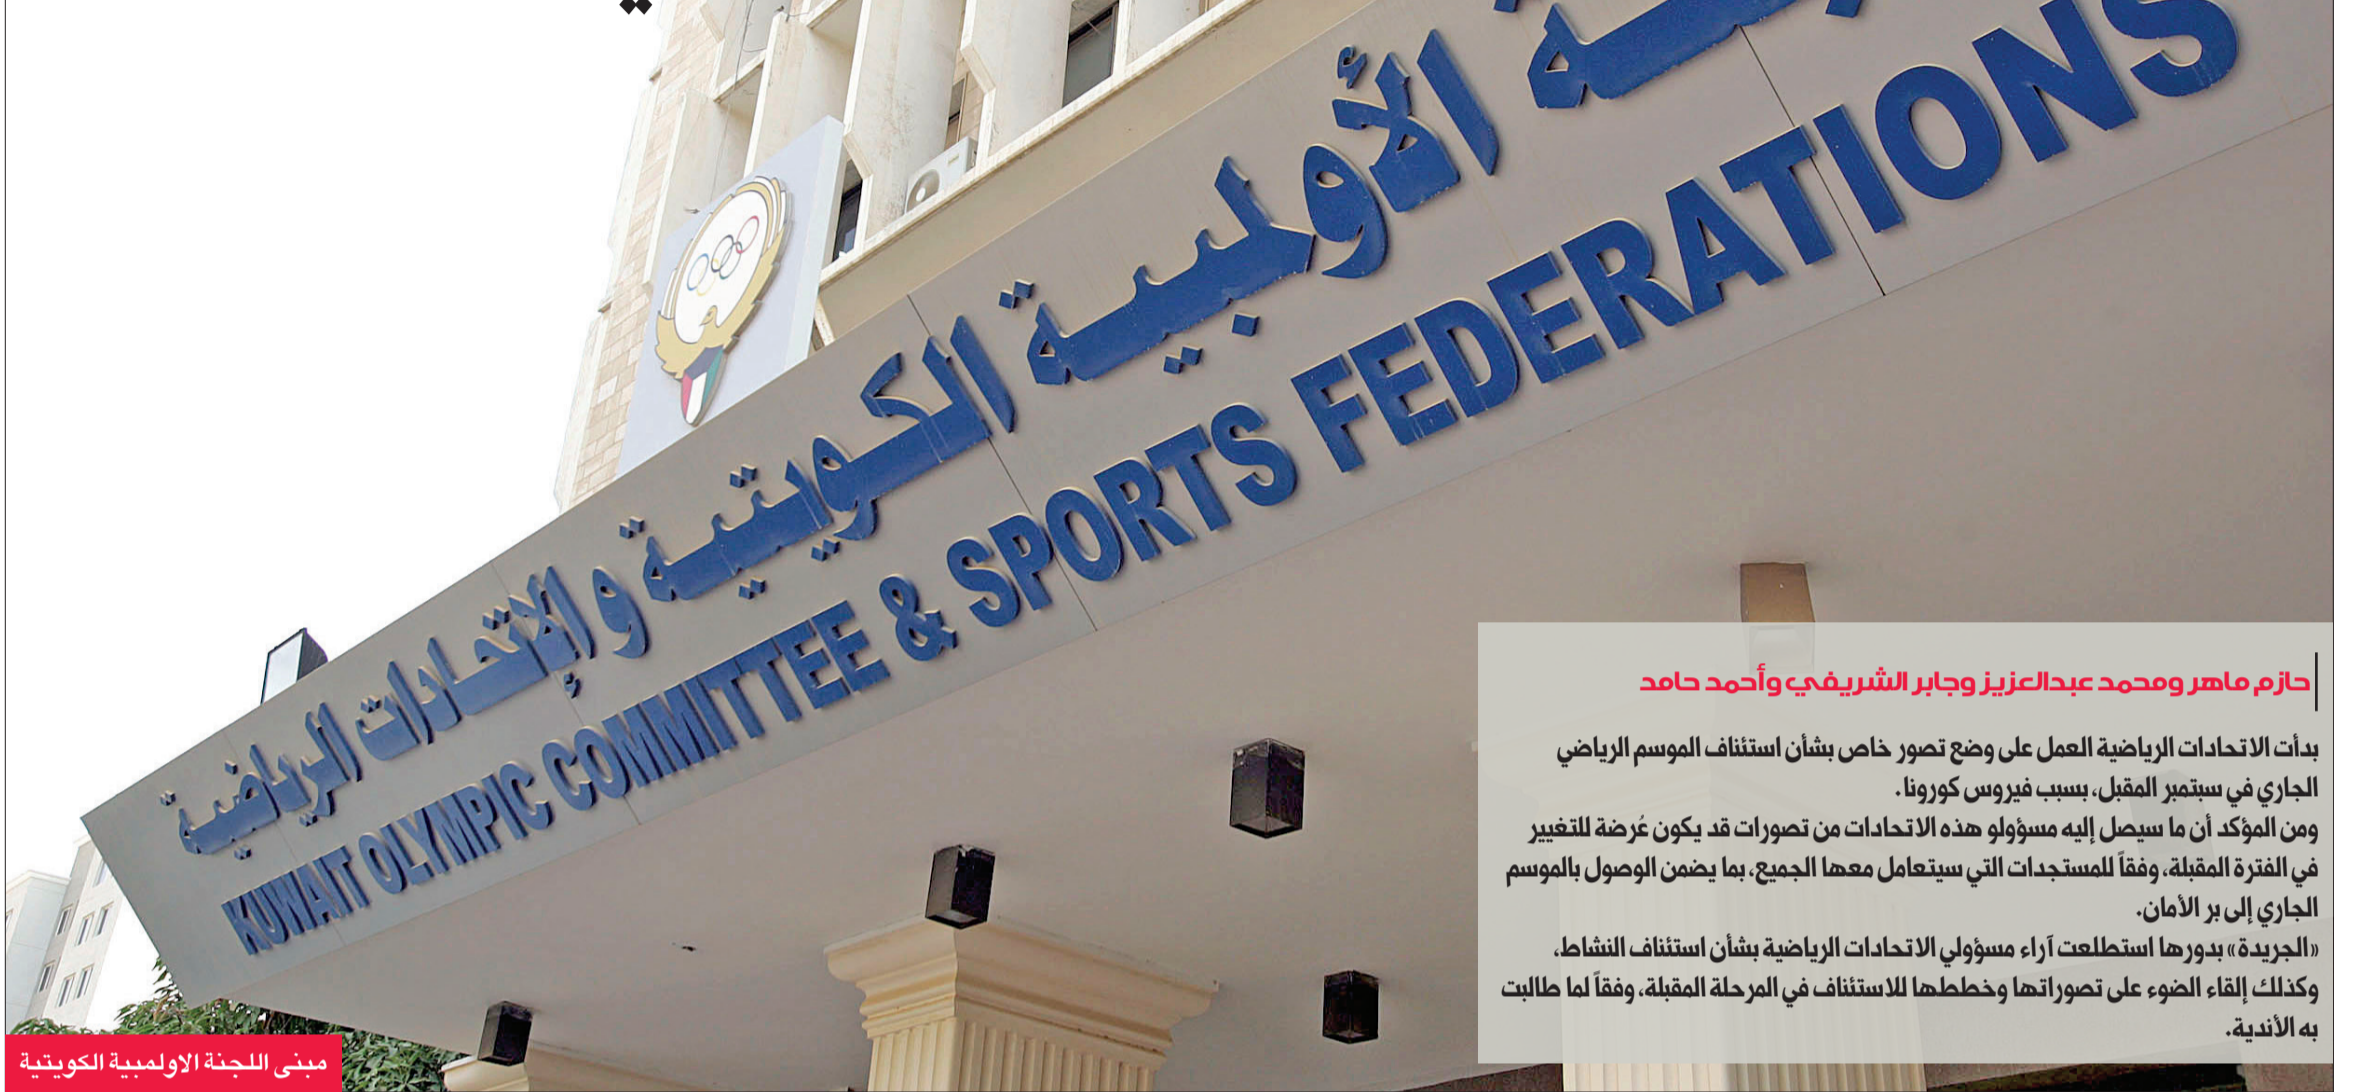 الأولمبية الكويتية و الإتحادات الرياضية
KUWAIT OLYMPIC COMMITTEE & SPORTS FEDERATIONS
حازم ماهر ومحمد عبدالعزيز وجابر الشريفي وأحمد حامد
بدأت الاتحادات الرياضية العمل على وضع تصور خاص بشأن استئناف الموسم الرياضي
الجاري في سبتمبر المقبل، بسبب فيروس كورونا.
ومن المؤكد أن ما سيصل إليه مسؤولو هذه الاتحادات من تصورات قد يكون عُرضة للتغيير
في الفترة المقبلة، وفقاً للمستجدات التي سيتعامل معها الجميع، بما يضمن الوصول بالموسم
الجاري إلى بر الأمان.
«الجريدة» بدورها استطلعت آراء مسؤولي الاتحادات الرياضية بشأن استئناف النشاط،
وكذلك إلقاء الضوء على تصوراتها وخططها للاستئناف في المرحلة المقبلة، وفقاً لما طالبت
به الأندية.
مبنى اللجنة الاولمبية الكويتية